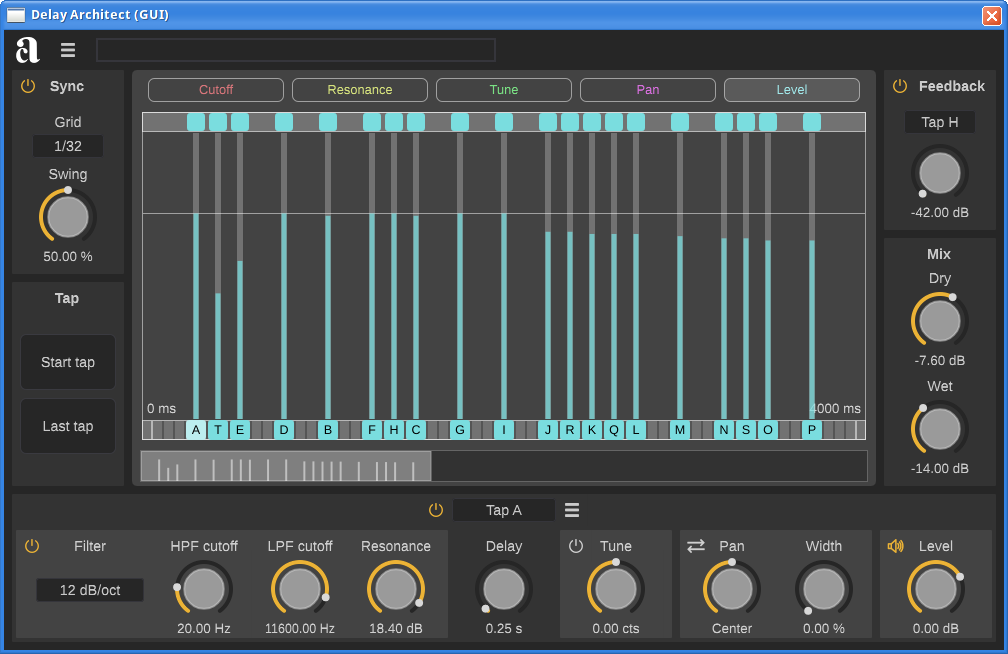 Delay Architect (GUI)
a
Sync
Grid
1/32
Swing
50.00 %
Tap
Start tap
Last tap
Cutoff Resonance Tune Pan Level
0 ms 4000 ms
A T E D B F H C G I J R K Q L M N S O P
Feedback
Tap H
-42.00 dB
Mix
Dry
-7.60 dB
Wet
-14.00 dB
Tap A
Filter HPF cutoff LPF cutoff Resonance Delay Tune Pan Width Level
12 dB/oct
20.00 Hz 11600.00 Hz 18.40 dB 0.25 s 0.00 cts Center 0.00 % 0.00 dB